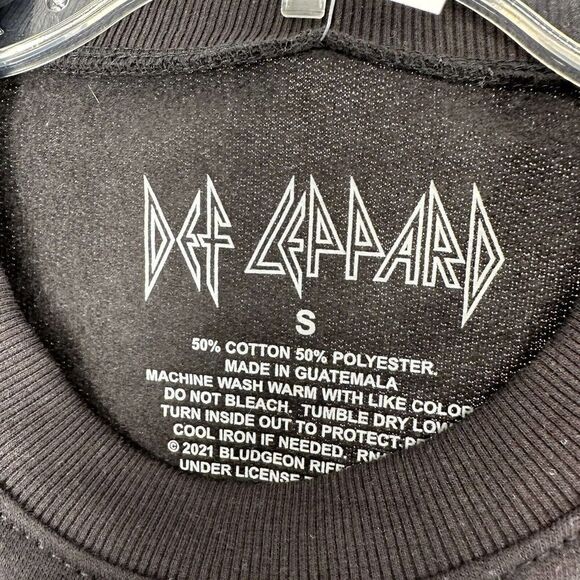 DEF LEPPARD
S
50% COTTON 50% POLYESTER.
MADE IN GUATEMALA
MACHINE WASH WARM WITH LIKE COLOR
DO NOT BLEACH. TUMBLE DRY LOW
TURN INSIDE OUT TO PROTECT
COOL IRON IF NEEDED.
© 2021 BLUDGEON
UNDER LICENSE